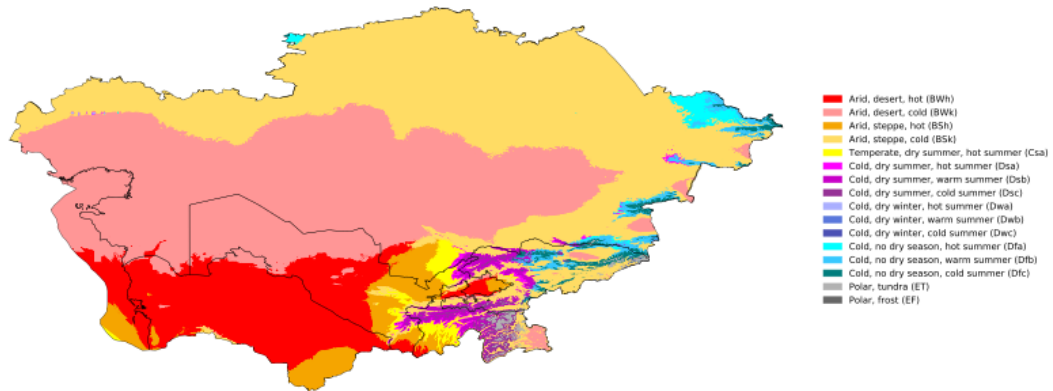 Arid, desert, hot (BWh)
Arid, desert, cold (BWk)
Arid, steppe, hot (BSh)
Arid, steppe, cold (BSk)
Temperate, dry summer, hot summer (Csa)
Cold, dry summer, hot summer (Dsa)
Cold, dry summer, warm summer (Dsb)
Cold, dry summer, cold summer (Dsc)
Cold, dry winter, hot summer (Dwa)
Cold, dry winter, warm summer (Dwb)
Cold, dry winter, cold summer (Dwc)
Cold, no dry season, hot summer (Dfa)
Cold, no dry season, warm summer (Dfb)
Cold, no dry season, cold summer (Dfc)
Polar, tundra (ET)
Polar, frost (EF)